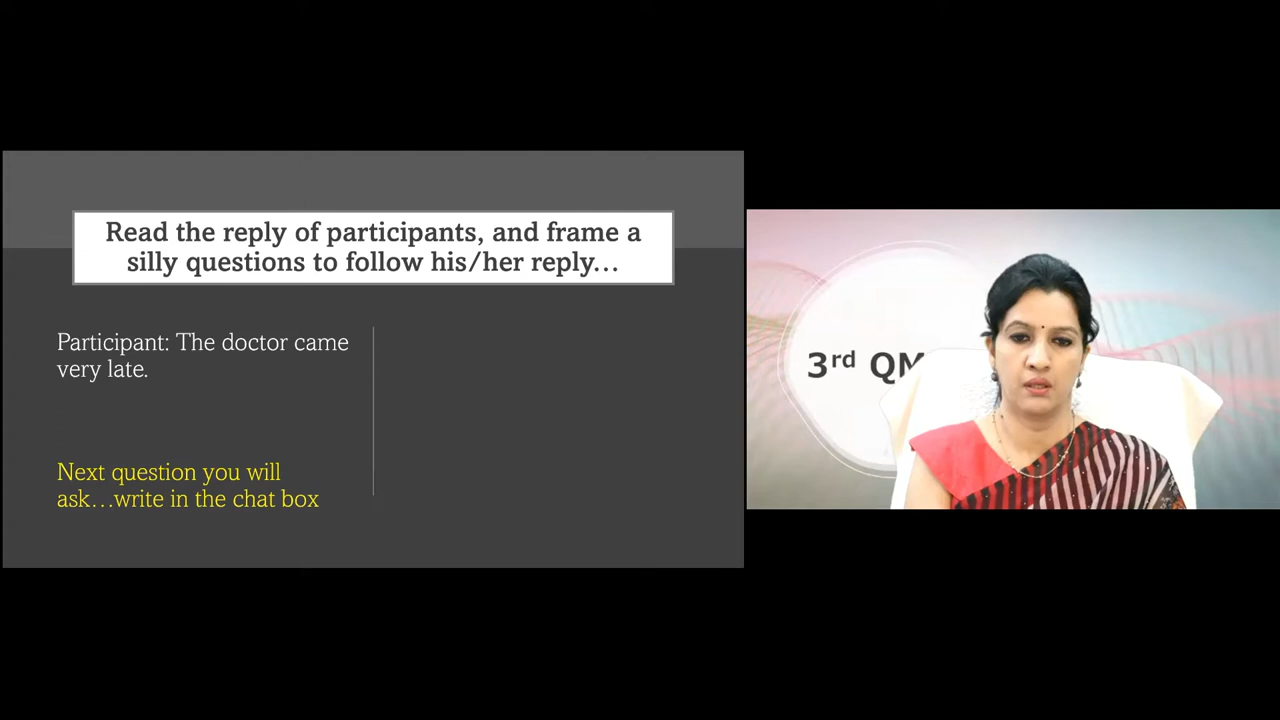 Read the reply of participants, and frame a
silly questions to follow his/her reply…
Participant: The doctor came
very late.
Next question you will
ask…write in the chat box
3rd QM